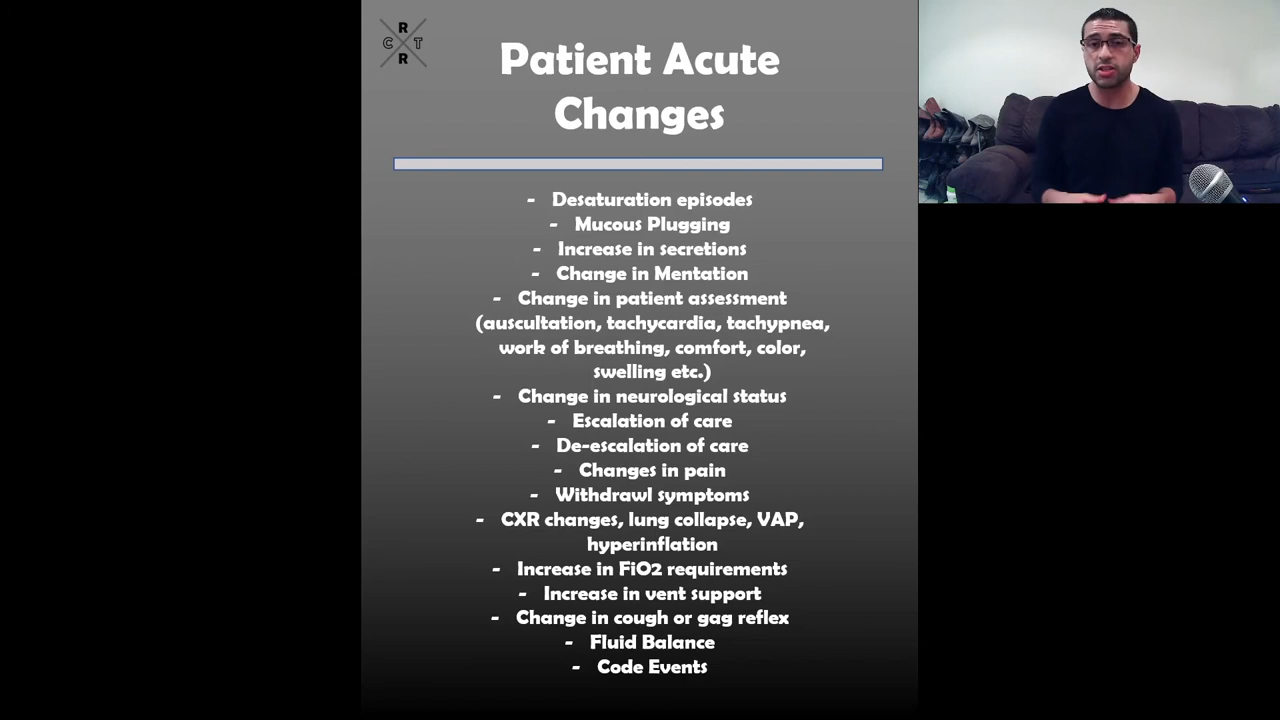 R
C T
R
Patient Acute
Changes
- Desaturation episodes
- Mucous Plugging
- Increase in secretions
- Change in Mentation
- Change in patient assessment
(auscultation, tachycardia, tachypnea,
work of breathing, comfort, color,
swelling etc.)
- Change in neurological status
- Escalation of care
- De-escalation of care
- Changes in pain
- Withdrawl symptoms
- CXR changes, lung collapse, VAP,
hyperinflation
- Increase in FiO2 requirements
- Increase in vent support
- Change in cough or gag reflex
- Fluid Balance
- Code Events